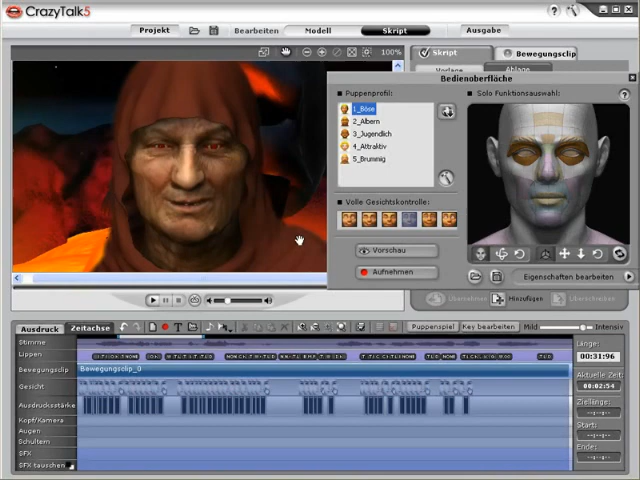 CrazyTalk5
Projekt
Bearbeiten
Modell
Skript
Ausgabe
100%
Skript
Bewegungsclip
Vorlage
Ablage
Bedienoberfläche
Puppenprofil:
Solo Funktionsauswahl:
1_Böse
2_Albern
3_Jugendlich
4_Attraktiv
5_Brummig
Volle Gesichtskontrolle:
Vorschau
Aufnehmen
Eigenschaften bearbeiten
Übernehmen
Hinzufügen
Überschreiben
Ausdruck
Zeitachse
Puppenspiel
Key bearbeiten
Mild
Intensiv
Stimme
Lippen
Bewegungsclip
Bewegungsclip_0
Gesicht
Ausdrucksstärke
Kopf/Kamera
Augen
Schultern
SFX
SFX tauschen
Länge:
00:31:96
Aktuelle Zeit:
00:02:54
Ziellänge:
--:--:--
Start:
--:--:--
Ende:
--:--:--